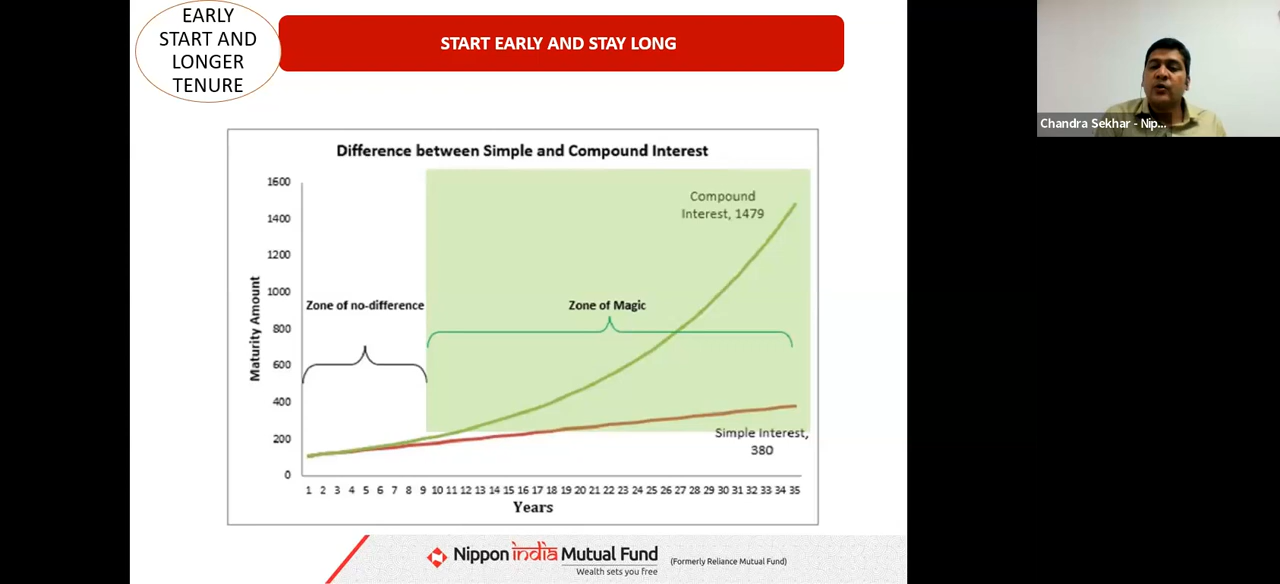 EARLY
START AND
LONGER
TENURE
START EARLY AND STAY LONG
Chandra Sekhar - Nip...
Difference between Simple and Compound Interest
Maturity Amount
1600
1400
1200
1000
800
600
400
200
0
Zone of no-difference
Zone of Magic
Compound
Interest, 1479
Simple Interest,
380
1 2 3 4 5 6 7 8 9 10 11 12 13 14 15 16 17 18 19 20 21 22 23 24 25 26 27 28 29 30 31 32 33 34 35
Years
Nippon india Mutual Fund
(Formerly Reliance Mutual Fund)
Wealth sets you free